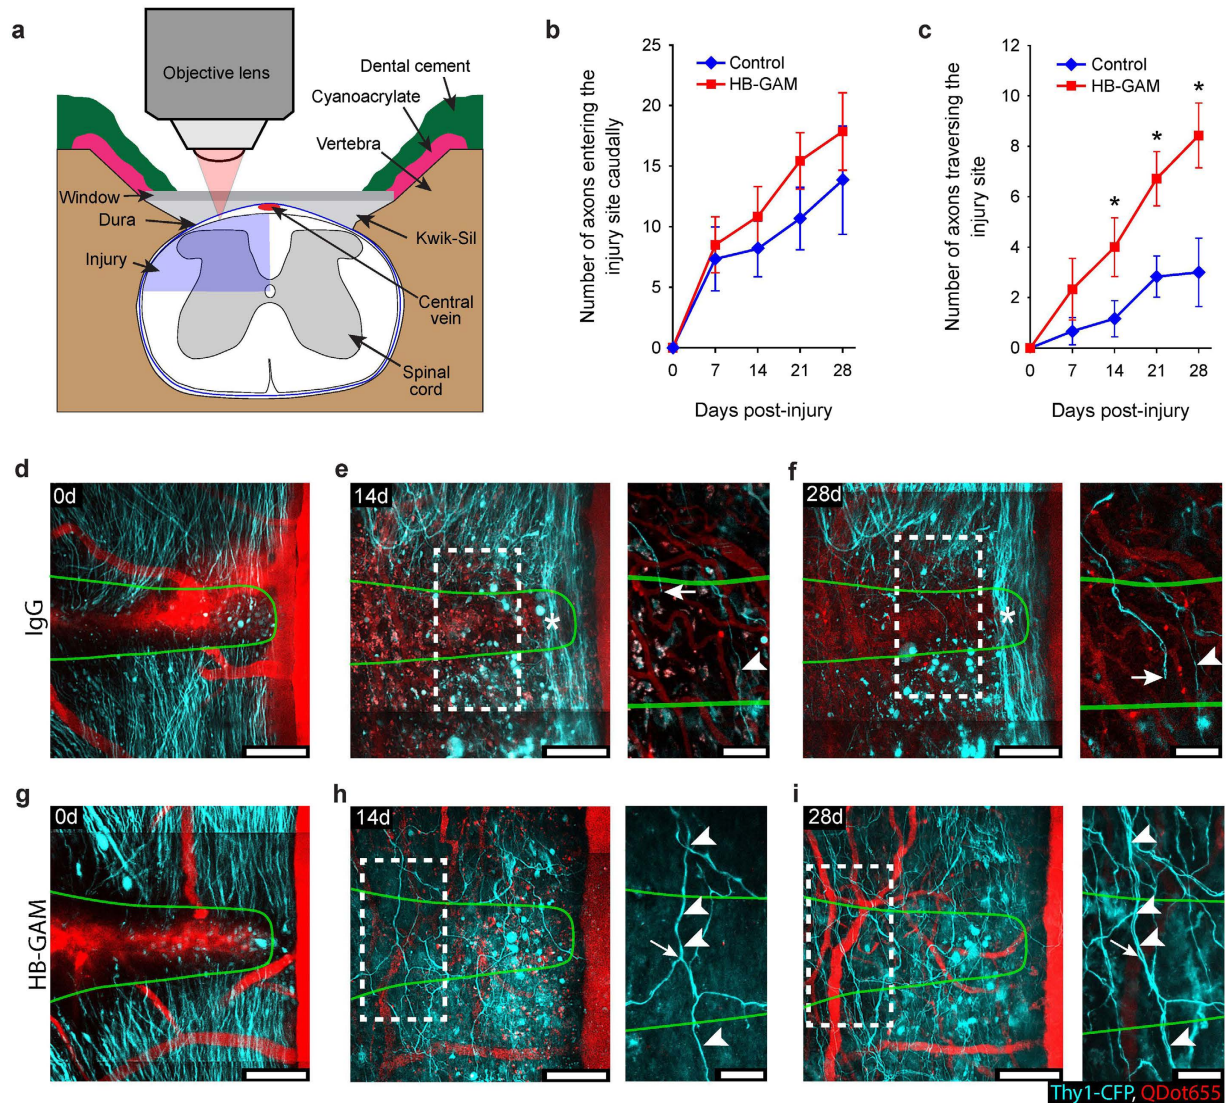 a
Objective lens
Dental cement
Cyanoacrylate
Vertebra
Window
Dura
Kwik-Sil
Injury
Central
vein
Spinal
cord
b
Number of axons entering the
injury site caudally
25
20
15
10
5
0
Control
HB-GAM
0 7 14 21 28
Days post-injury
c
Number of axons traversing the
injury site
12
10
8
6
4
2
0
Control
HB-GAM
* * *
0 7 14 21 28
Days post-injury
IgG
d
0d
e
14d
*
f
28d
*
HB-GAM
g
0d
h
14d
i
28d
Thy1-CFP, QDot655